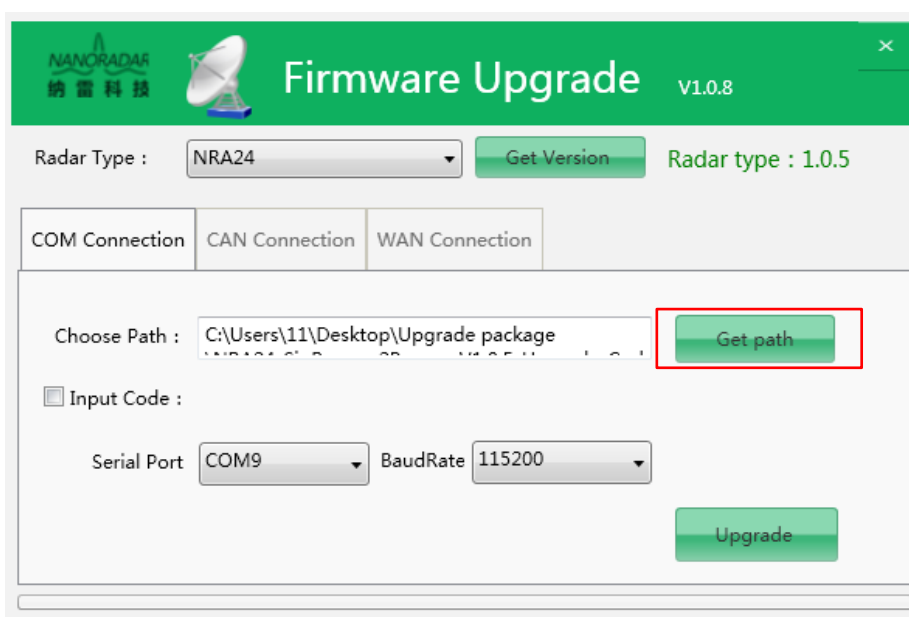 NANORADAR
纳雷科技
Firmware Upgrade V1.0.8
×
Radar Type : NRA24 Get Version Radar type : 1.0.5
COM Connection CAN Connection WAN Connection
Choose Path : C:\Users\11\Desktop\Upgrade package Get path
Input Code :
Serial Port COM9 BaudRate 115200
Upgrade